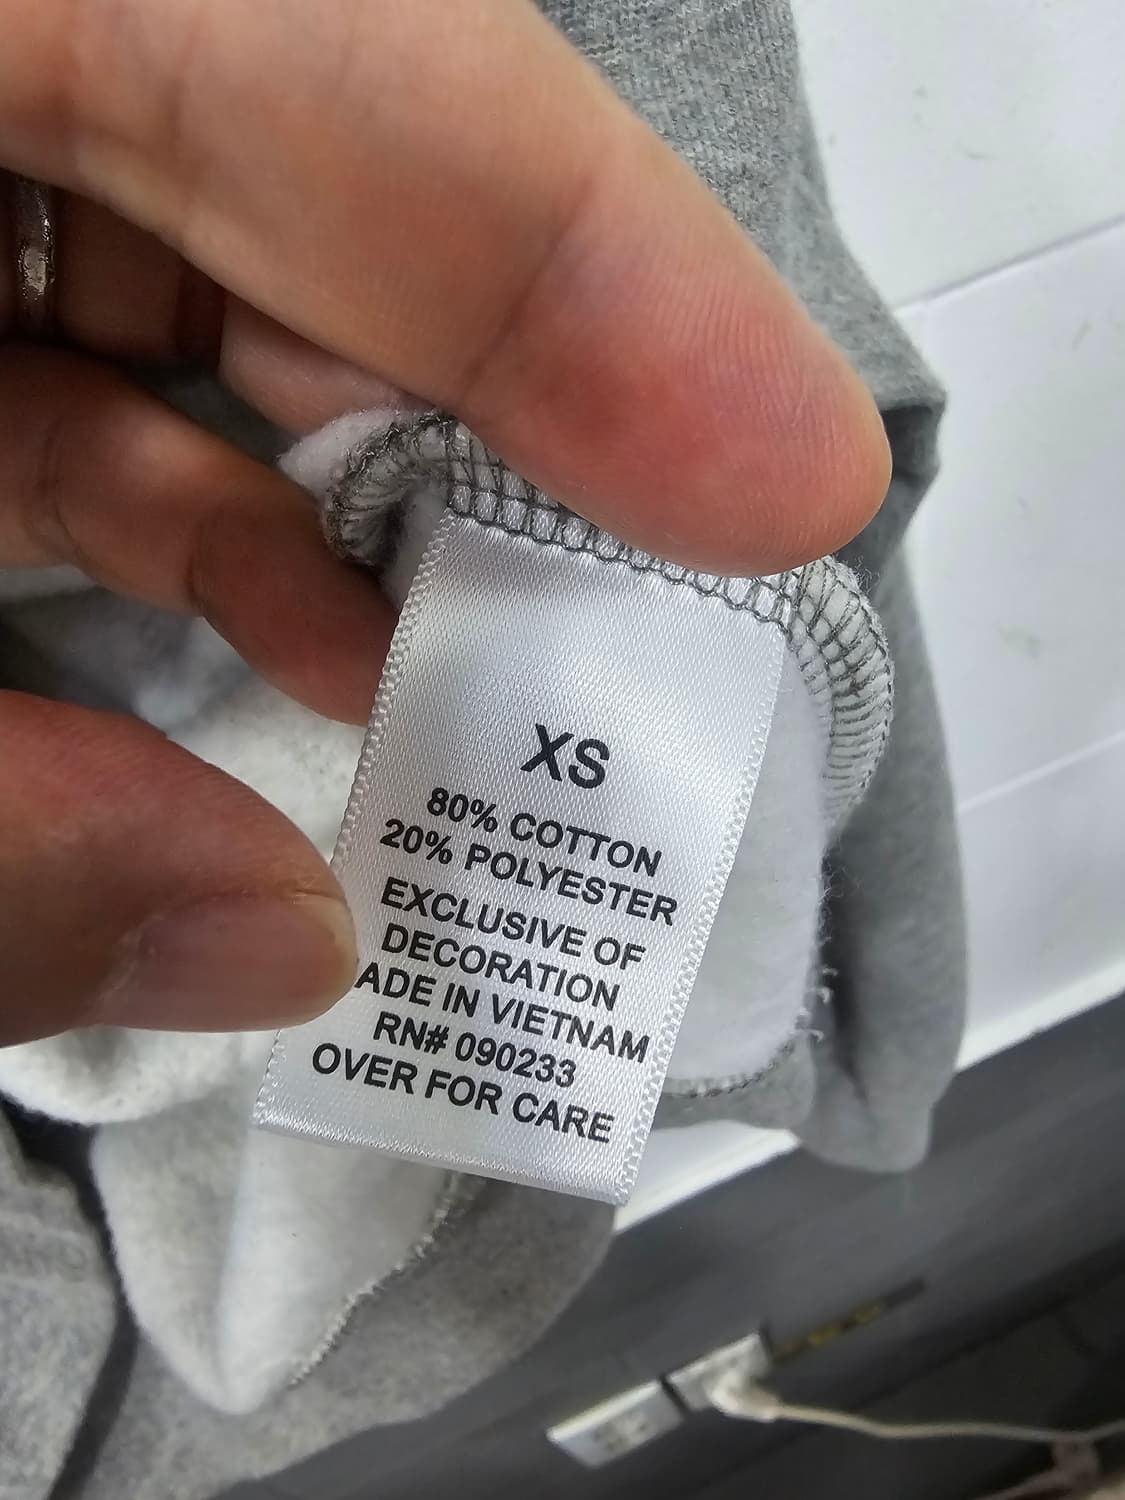 XS
80% COTTON
20% POLYESTER
EXCLUSIVE OF
DECORATION
ADE IN VIETNAM
RN# 090233
OVER FOR CARE